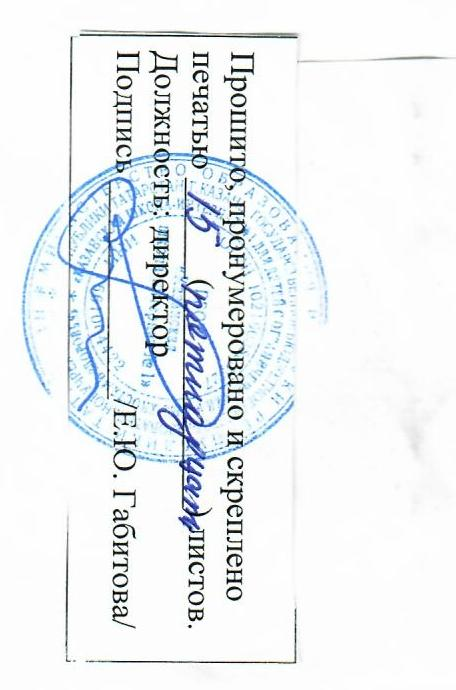 Прошито, пронумеровано и скреплено
печатью 15 (пятнадцать) листов.
Должность: директор
Подпись /Е.Ю. Габитова/